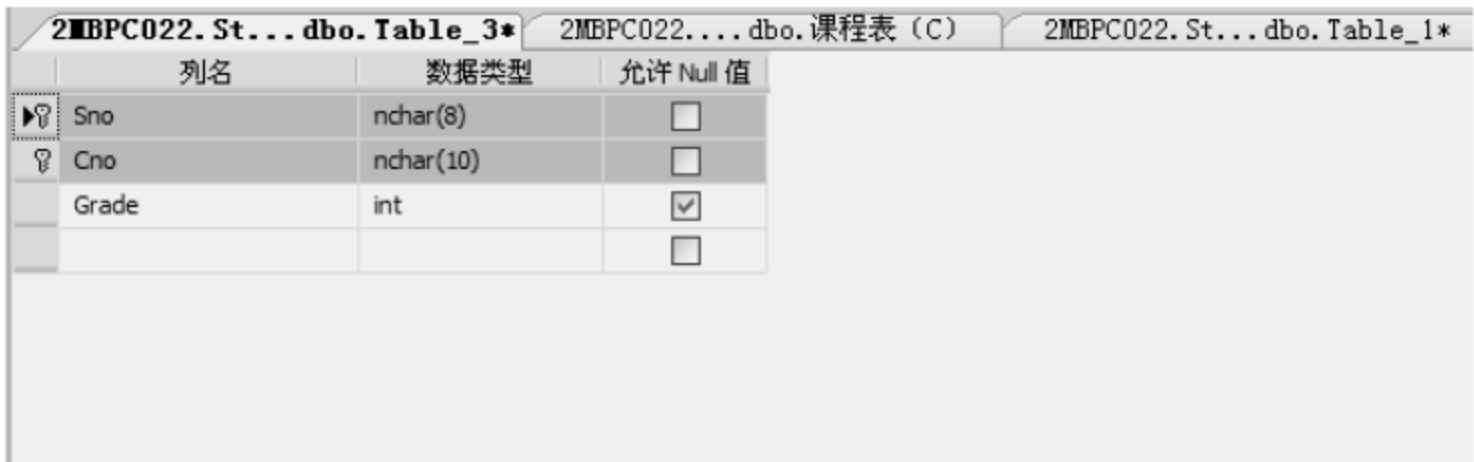 2MBPC022.St...dbo.Table_3* 2MBPC022....dbo.课程表（C） 2MBPC022.St...dbo.Table_1*
列名 数据类型 允许 Null 值
Sno nchar(8)
Cno nchar(10)
Grade int